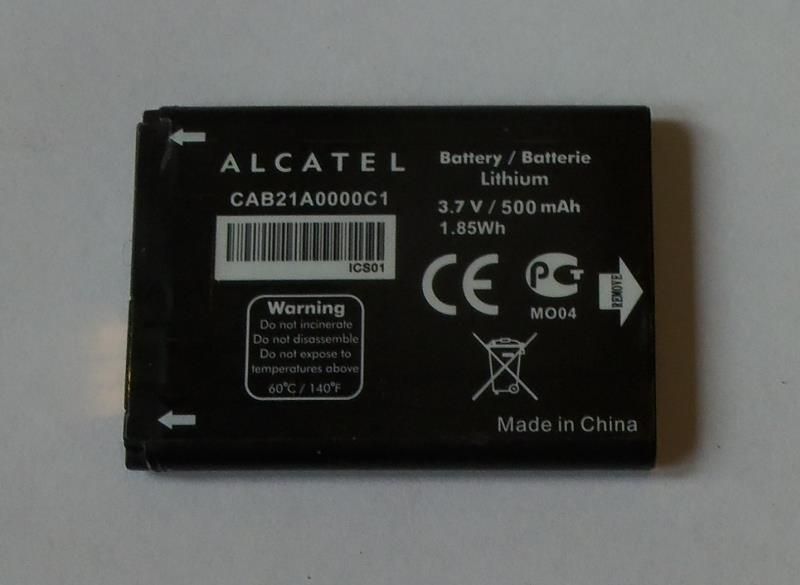 ALCATEL
CAB21A0000C1
ICS01
Warning
Do not incinerate
Do not disassemble
Do not expose to
temperatures above
60°C / 140°F
Battery / Batterie
Lithium
3.7 V / 500 mAh
1.85Wh
CE
РСТ
MO04
REMOVE
Made in China